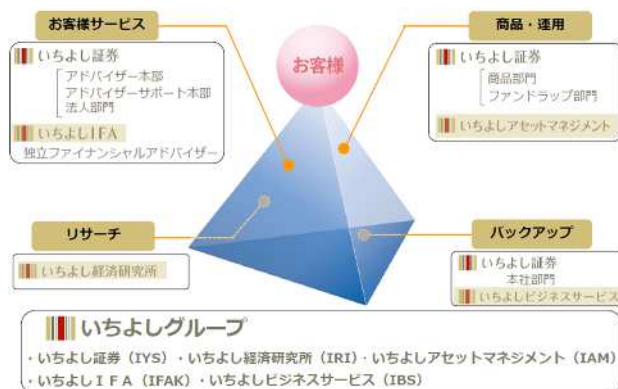 お客様サービス
いちよし証券
アドバイザー本部
アドバイザーサポート本部
法人部門
いちよしIFA
独立ファイナンシャルアドバイザー
お客様
商品・運用
いちよし証券
商品部門
ファンドラップ部門
いちよしアセットマネジメント
リサーチ
いちよし経済研究所
バックアップ
いちよし証券
本社部門
いちよしビジネスサービス
いちよしグループ
・いちよし証券（IYS）・いちよし経済研究所（IRI）・いちよしアセットマネジメント（IAM）
・いちよしＩＦＡ（IFAK）・いちよしビジネスサービス（IBS）